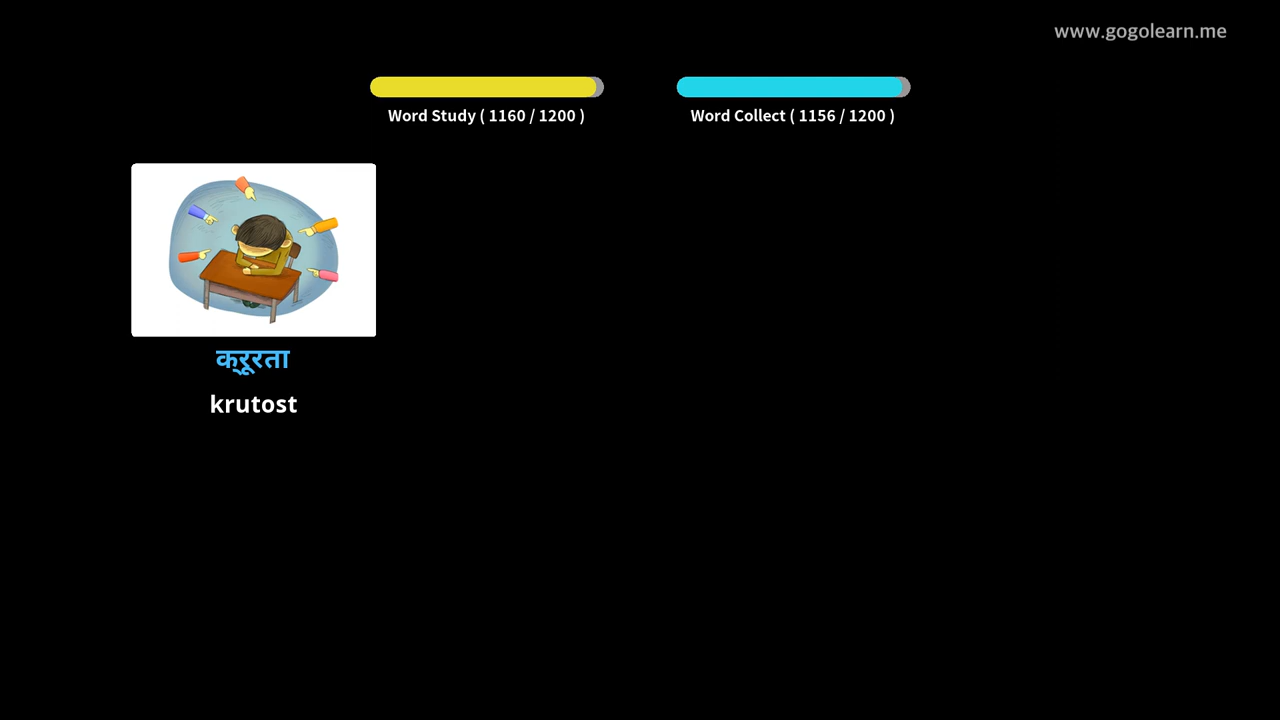 www.gogolearn.me
Word Study ( 1160 / 1200 )
Word Collect ( 1156 / 1200 )
क्रूरता
krutost